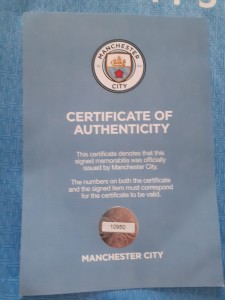 MANCHESTER
CITY
CERTIFICATE OF
AUTHENTICITY
This certificate denotes that this
signed memorabilia was officially
issued by Manchester City.
The numbers on both the certificate
and the signed item must correspond
for the certificate to be valid.
MANCHESTER CITY